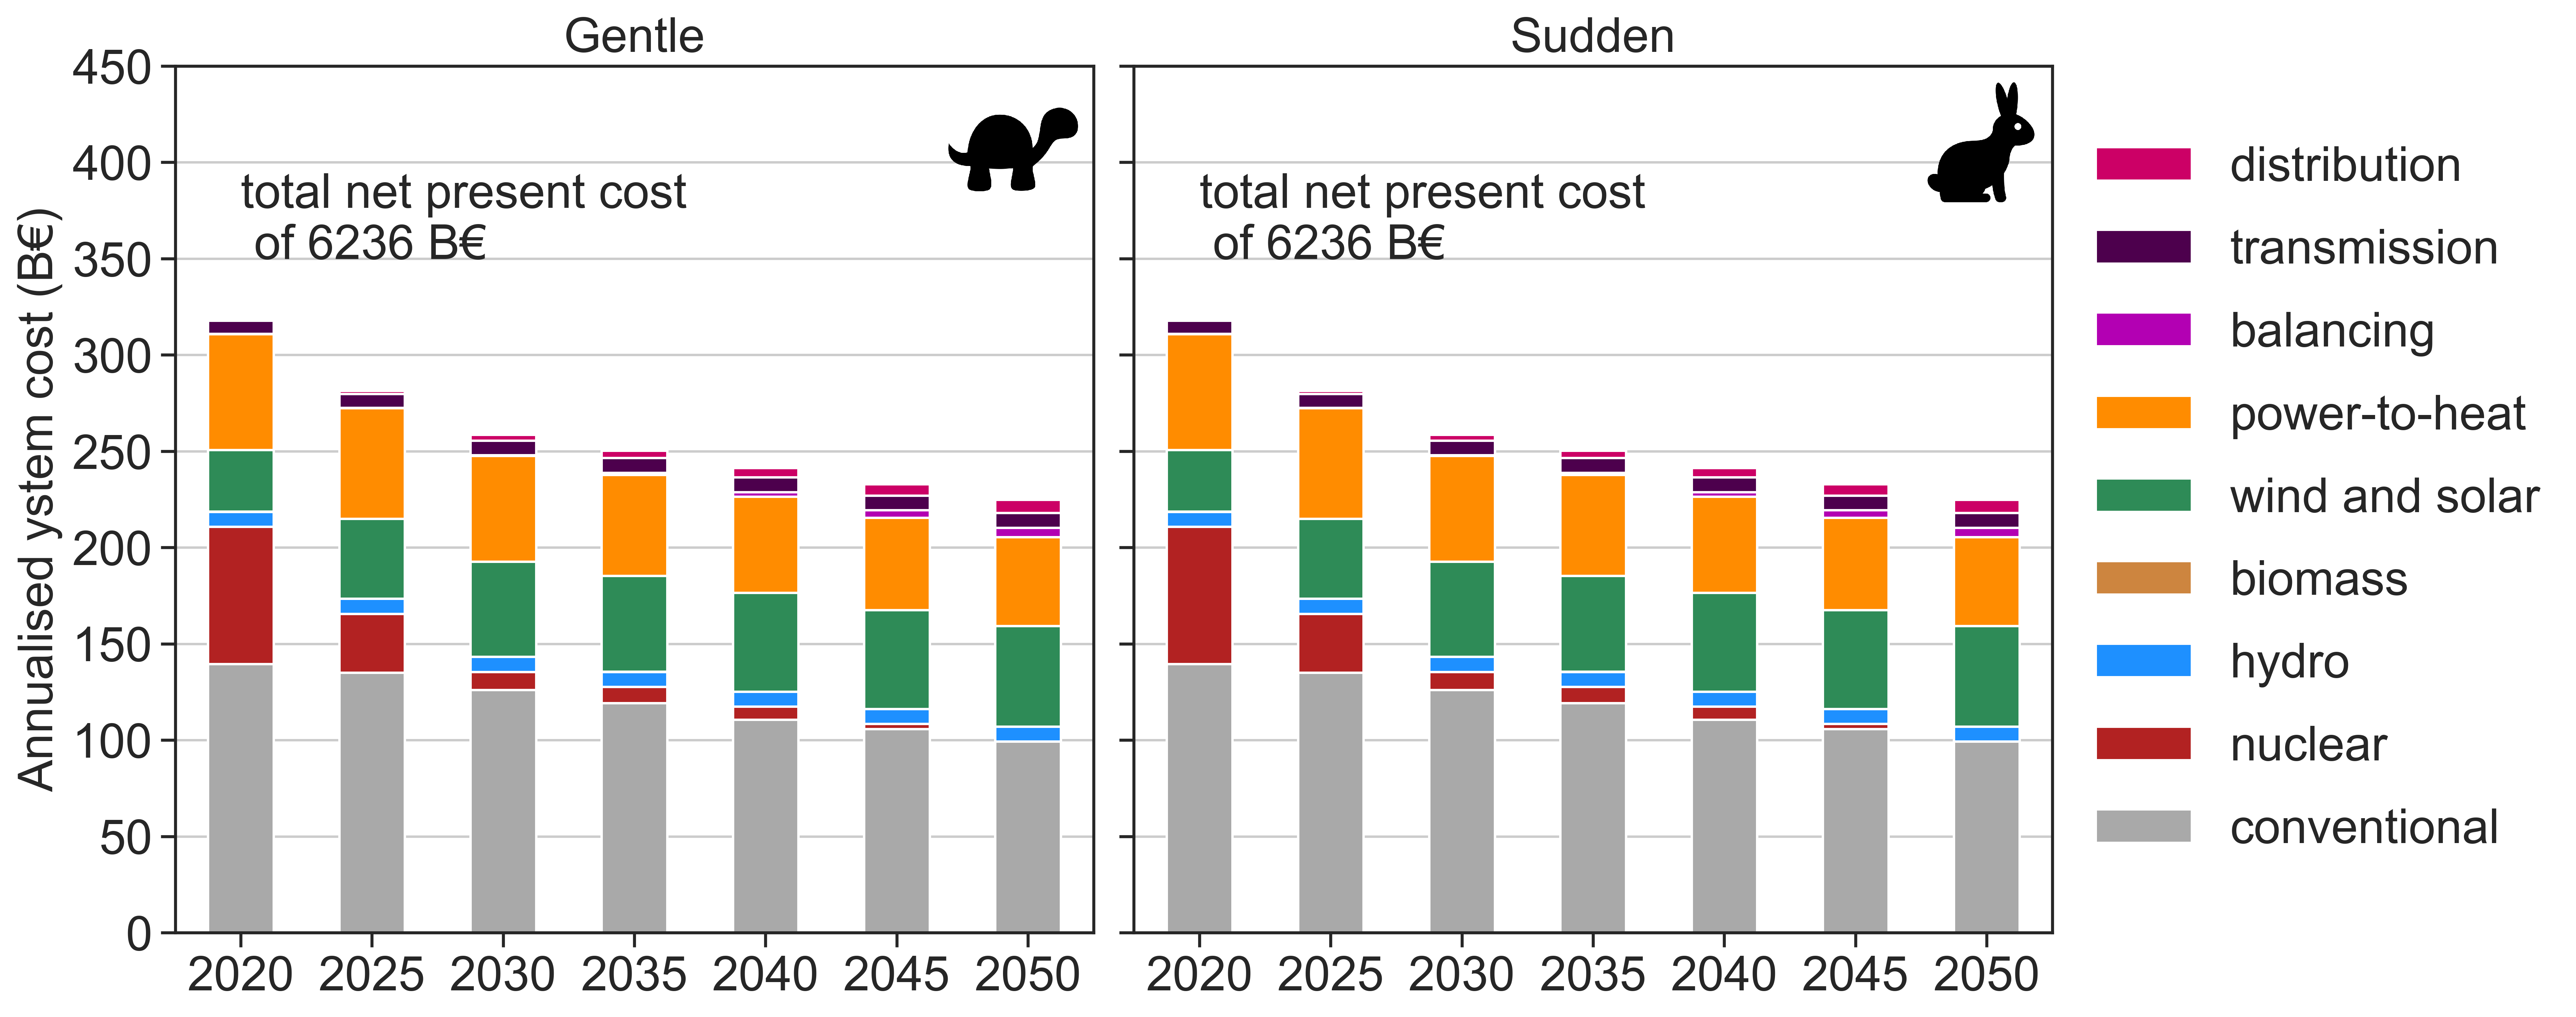 Gentle
Sudden
Annualised ystem cost (B€)
450
400
350
300
250
200
150
100
50
0
total net present cost
of 6236 B€
2020 2025 2030 2035 2040 2045 2050
total net present cost
of 6236 B€
2020 2025 2030 2035 2040 2045 2050
distribution
transmission
balancing
power-to-heat
wind and solar
biomass
hydro
nuclear
conventional